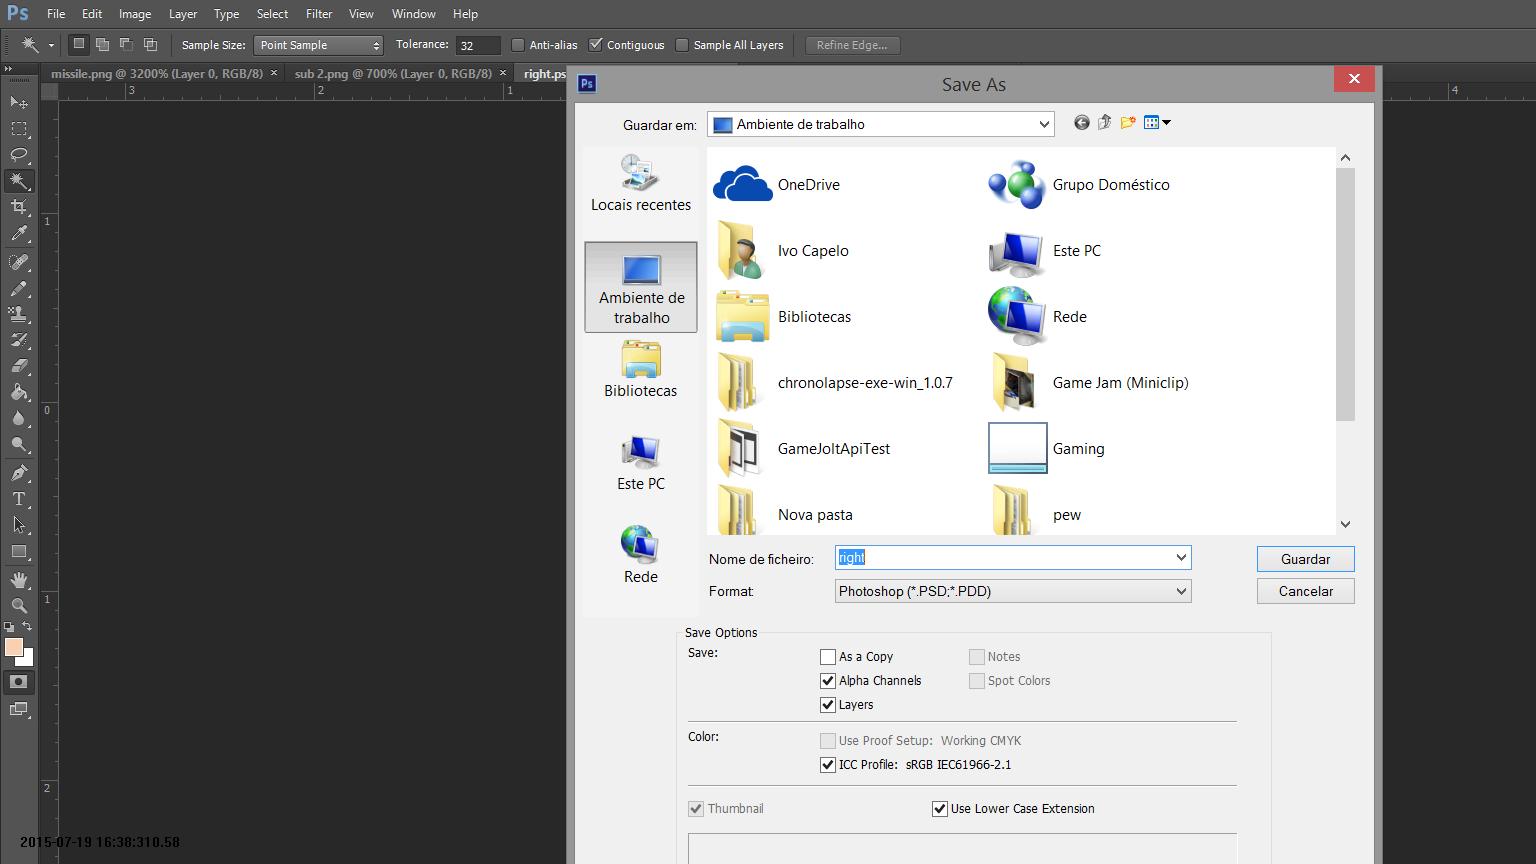 Ps File Edit Image Layer Type Select Filter View Window Help
Sample Size: Point Sample Tolerance: 32 Anti-alias Contiguous Sample All Layers Refine Edge...
missile.png @ 3200% (Layer 0, RGB/8) × sub 2.png @ 700% (Layer 0, RGB/8) × right.ps
3 2 1 4
1
0
1
2
T
Ps Save As
Guardar em: Ambiente de trabalho
Locais recentes
Ambiente de
trabalho
Bibliotecas
Este PC
Rede
OneDrive Grupo Doméstico
Ivo Capelo Este PC
Bibliotecas Rede
chronolapse-exe-win_1.0.7 Game Jam (Miniclip)
GameJoltApiTest Gaming
Nova pasta pew
Nome de ficheiro: right Guardar
Format: Photoshop (*.PSD;*.PDD) Cancelar
Save Options
Save: As a Copy Notes
Alpha Channels Spot Colors
Layers
Color: Use Proof Setup: Working CMYK
ICC Profile: sRGB IEC61966-2.1
Thumbnail Use Lower Case Extension
2015-07-19 16:38:310.58